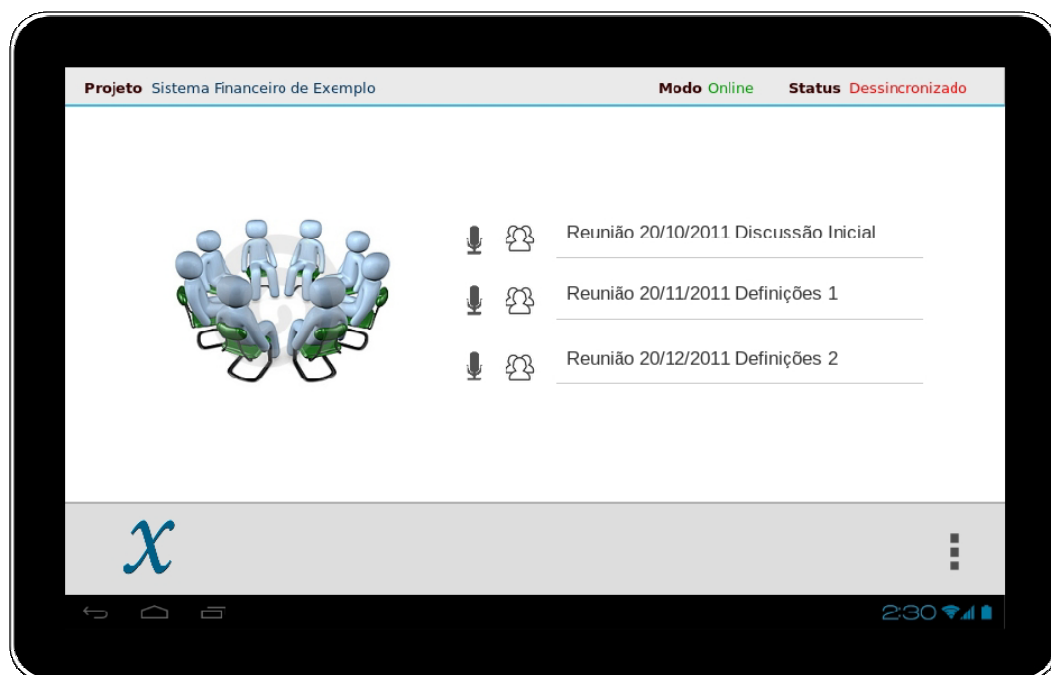 Projeto Sistema Financeiro de Exemplo Modo Online Status Dessincronizado
Reunião 20/10/2011 Discussão Inicial
Reunião 20/11/2011 Definições 1
Reunião 20/12/2011 Definições 2
x
2:30